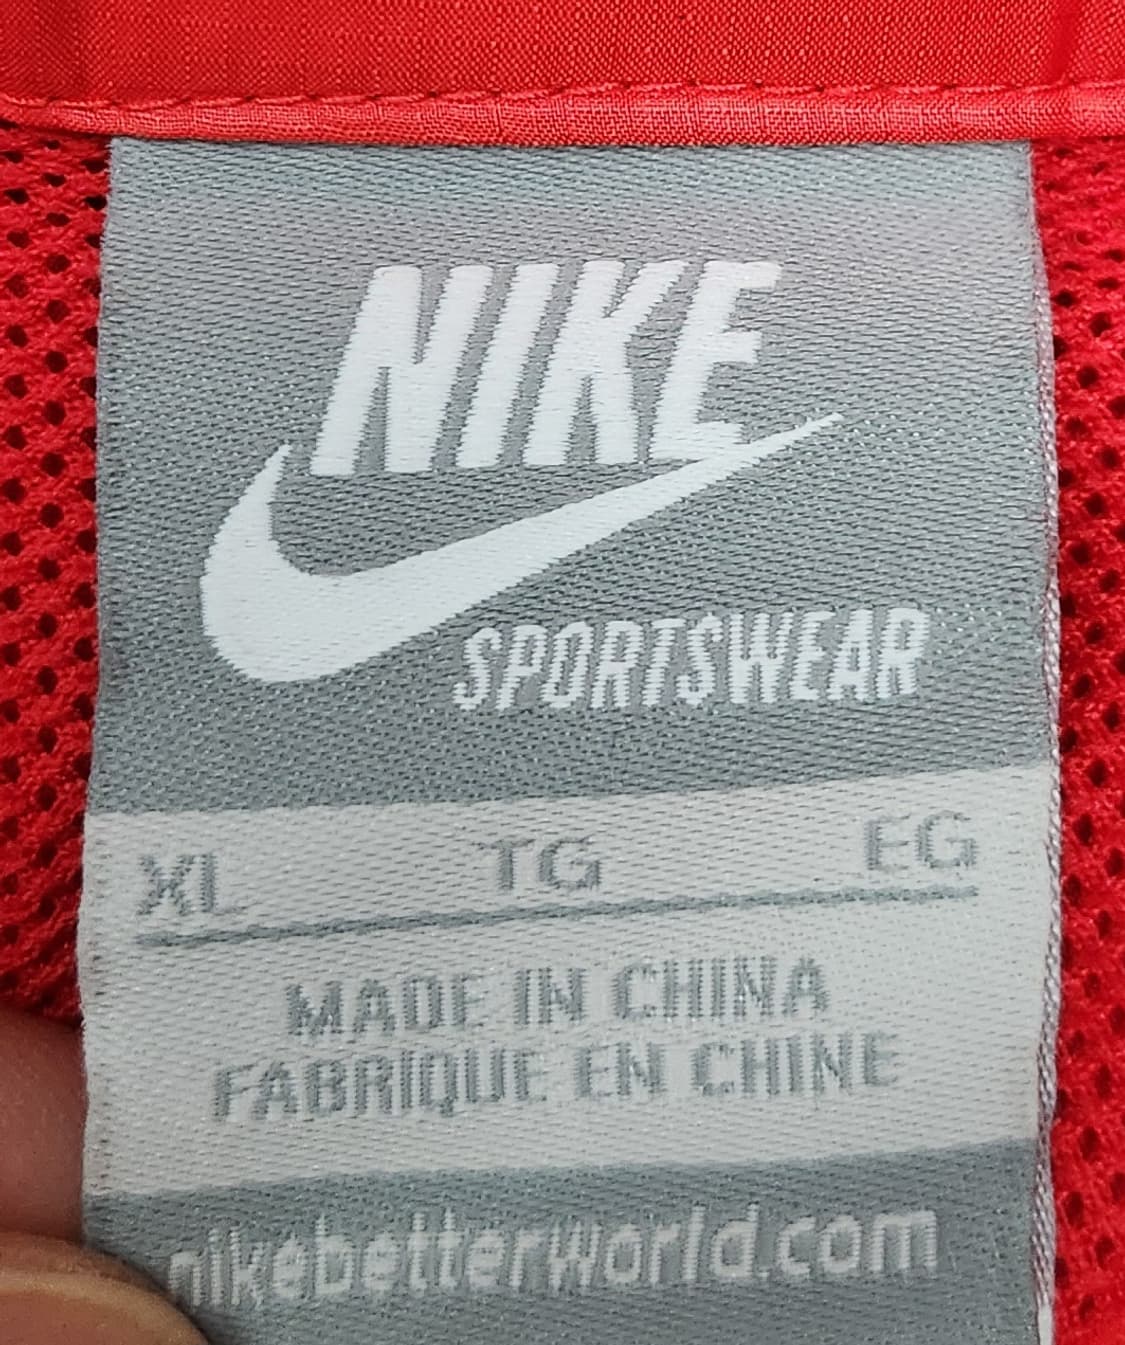 NIKE
SPORTSWEAR
XL TG EG
MADE IN CHINA
FABRIQUE EN CHINE
nikebetterworld.com